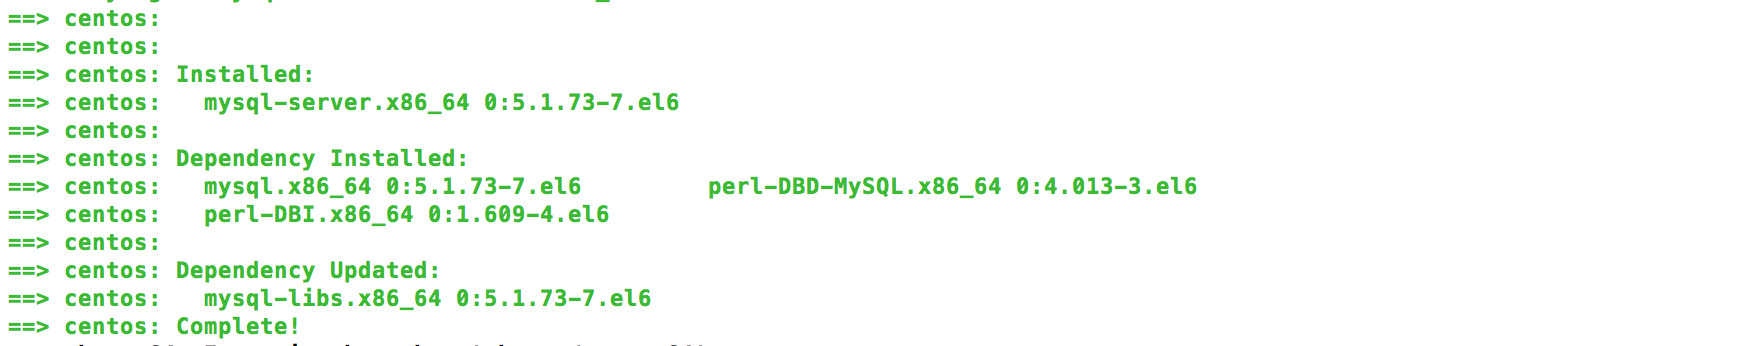 ==> centos:
==> centos:
==> centos: Installed:
==> centos:   mysql-server.x86_64 0:5.1.73-7.el6
==> centos:
==> centos: Dependency Installed:
==> centos:   mysql.x86_64 0:5.1.73-7.el6         perl-DBD-MySQL.x86_64 0:4.013-3.el6
==> centos:   perl-DBI.x86_64 0:1.609-4.el6
==> centos:
==> centos: Dependency Updated:
==> centos:   mysql-libs.x86_64 0:5.1.73-7.el6
==> centos: Complete!